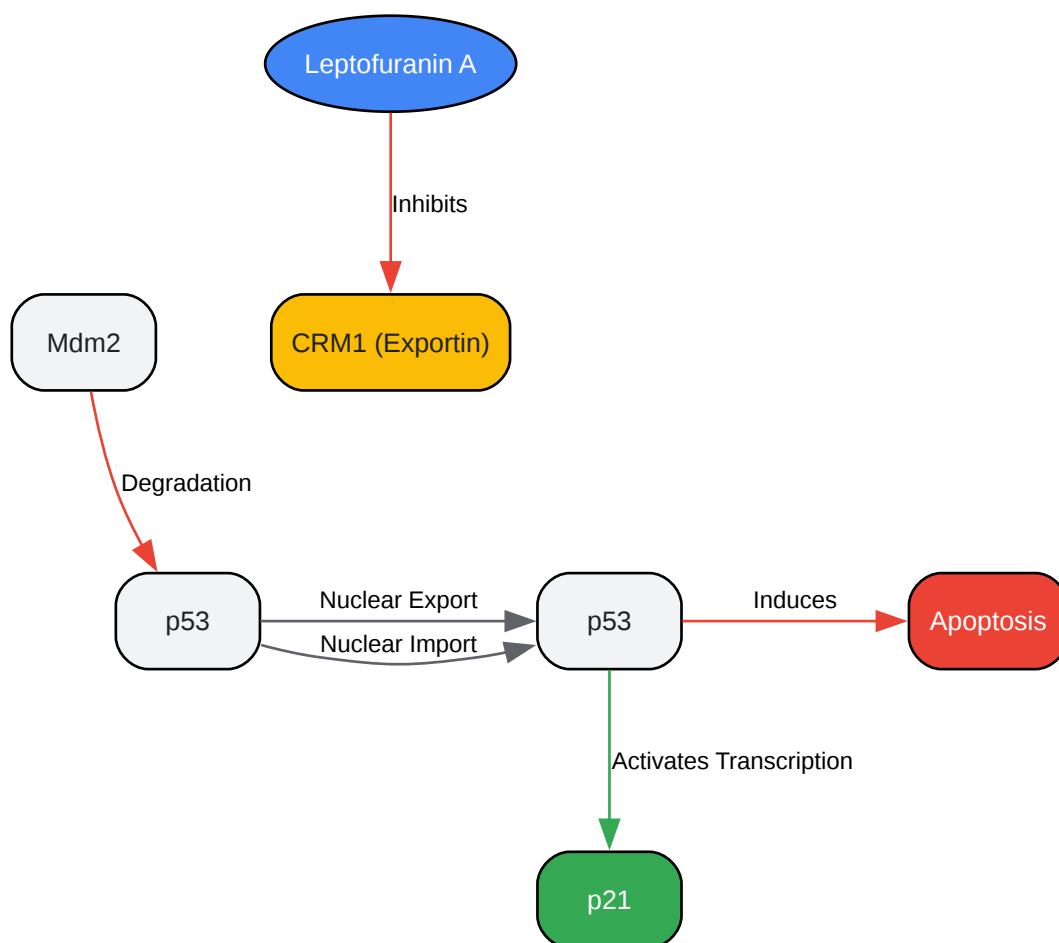 Leptofuranin A
Inhibits
Mdm2
CRM1 (Exportin)
Degradation
p53
Nuclear Export
Nuclear Import
p53
Induces
Apoptosis
Activates Transcription
p21